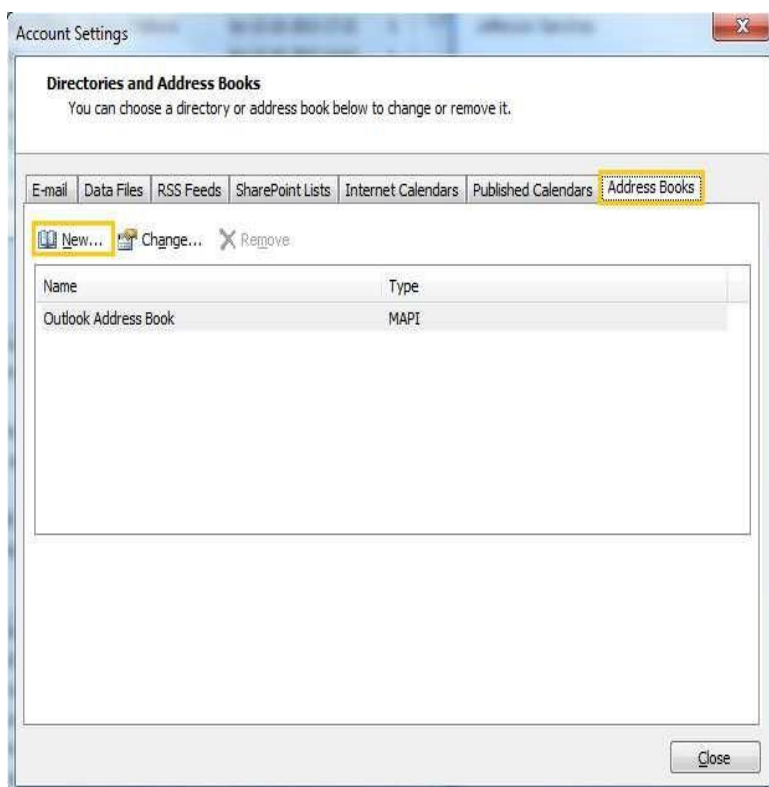 Account Settings
X
Directories and Address Books
You can choose a directory or address book below to change or remove it.
E-mail Data Files RSS Feeds SharePoint Lists Internet Calendars Published Calendars Address Books
New... Change... Remove
Name Type
Outlook Address Book MAPI
Close